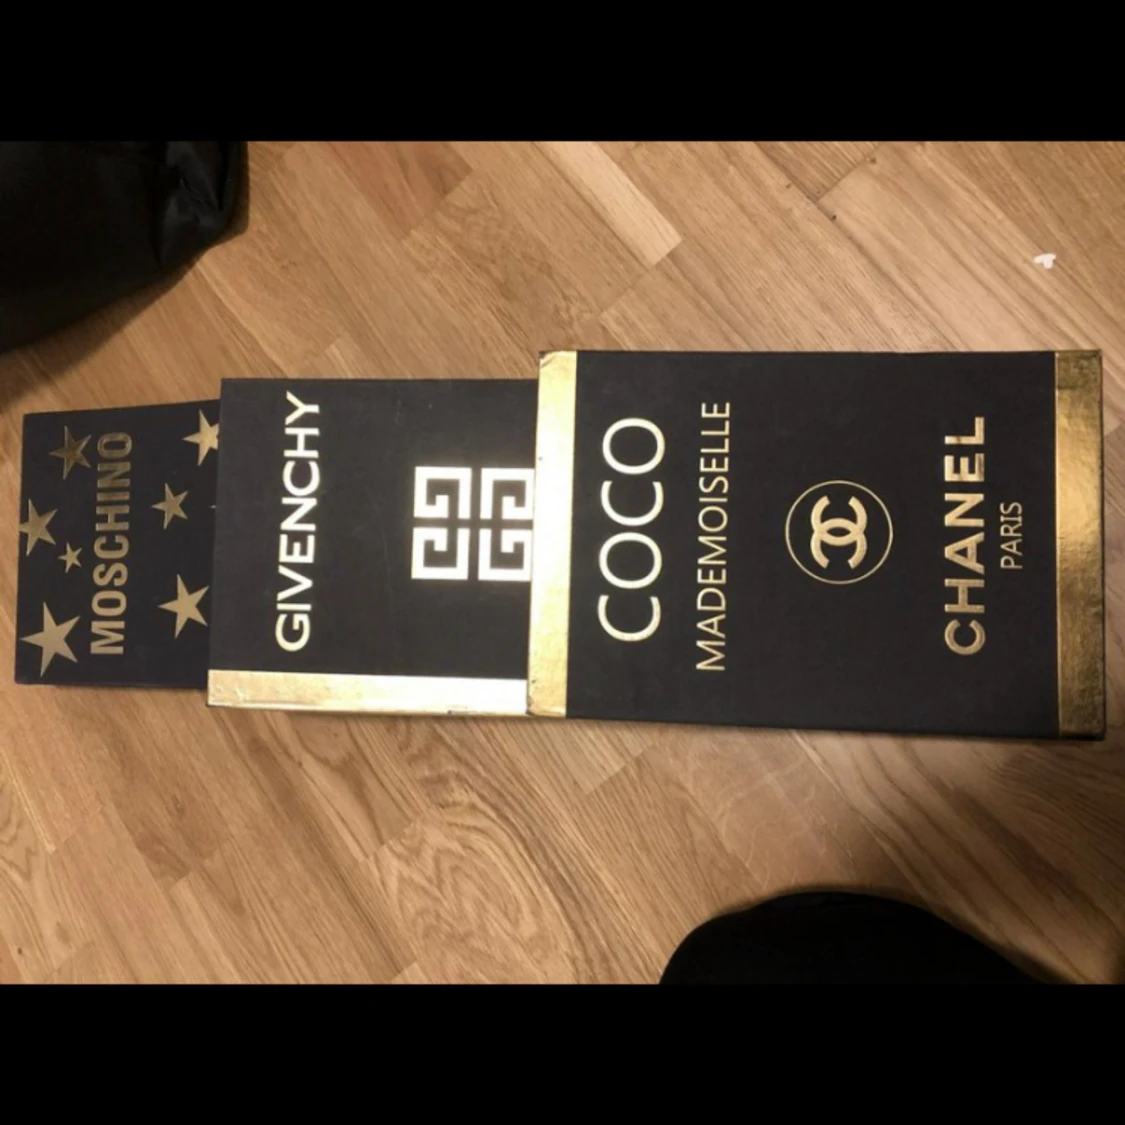 MOSCHINO
GIVENCHY
COCO
MADEMOISELLE
CHANEL
PARIS